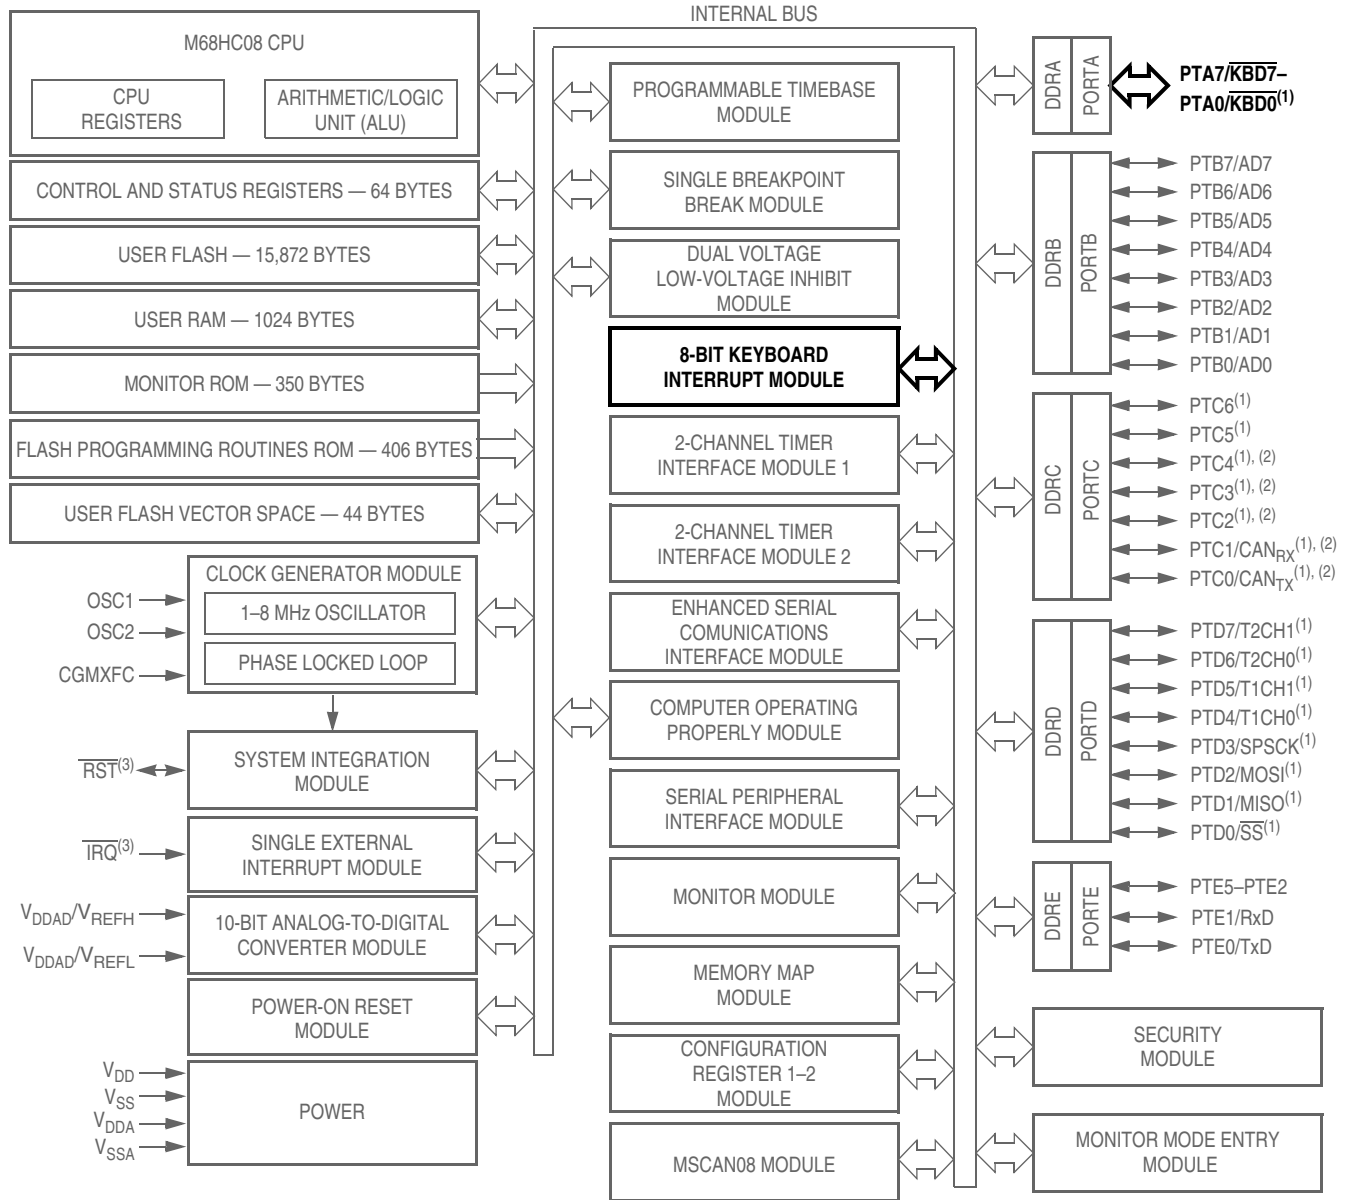 INTERNAL BUS
M68HC08 CPU
CPU
REGISTERS
ARITHMETIC/LOGIC
UNIT (ALU)
CONTROL AND STATUS REGISTERS — 64 BYTES
USER FLASH — 15,872 BYTES
USER RAM — 1024 BYTES
MONITOR ROM — 350 BYTES
FLASH PROGRAMMING ROUTINES ROM — 406 BYTES
USER FLASH VECTOR SPACE — 44 BYTES
CLOCK GENERATOR MODULE
1–8 MHz OSCILLATOR
PHASE LOCKED LOOP
OSC1
OSC2
CGMXFC
SYSTEM INTEGRATION
MODULE
RST(3)
SINGLE EXTERNAL
INTERRUPT MODULE
IRQ(3)
10-BIT ANALOG-TO-DIGITAL
CONVERTER MODULE
VDDAD/VREFH
VDDAD/VREFL
POWER-ON RESET
MODULE
POWER
VDD
VSS
VDDA
VSSA
PROGRAMMABLE TIMEBASE
MODULE
SINGLE BREAKPOINT
BREAK MODULE
DUAL VOLTAGE
LOW-VOLTAGE INHIBIT
MODULE
8-BIT KEYBOARD
INTERRUPT MODULE
2-CHANNEL TIMER
INTERFACE MODULE 1
2-CHANNEL TIMER
INTERFACE MODULE 2
ENHANCED SERIAL
COMUNICATIONS
INTERFACE MODULE
COMPUTER OPERATING
PROPERLY MODULE
SERIAL PERIPHERAL
INTERFACE MODULE
MONITOR MODULE
MEMORY MAP
MODULE
CONFIGURATION
REGISTER 1–2
MODULE
MSCAN08 MODULE
DDRA
PORTA
PTA7/KBD7–
PTA0/KBD0(1)
DDRB
PORTB
PTB7/AD7
PTB6/AD6
PTB5/AD5
PTB4/AD4
PTB3/AD3
PTB2/AD2
PTB1/AD1
PTB0/AD0
DDRC
PORTC
PTC6(1)
PTC5(1)
PTC4(1), (2)
PTC3(1), (2)
PTC2(1), (2)
PTC1/CANRX(1), (2)
PTC0/CANTX(1), (2)
DDRD
PORTD
PTD7/T2CH1(1)
PTD6/T2CH0(1)
PTD5/T1CH1(1)
PTD4/T1CH0(1)
PTD3/SPSCK(1)
PTD2/MOSI(1)
PTD1/MISO(1)
PTD0/SS(1)
DDRE
PORTE
PTE5–PTE2
PTE1/RxD
PTE0/TxD
SECURITY
MODULE
MONITOR MODE ENTRY
MODULE